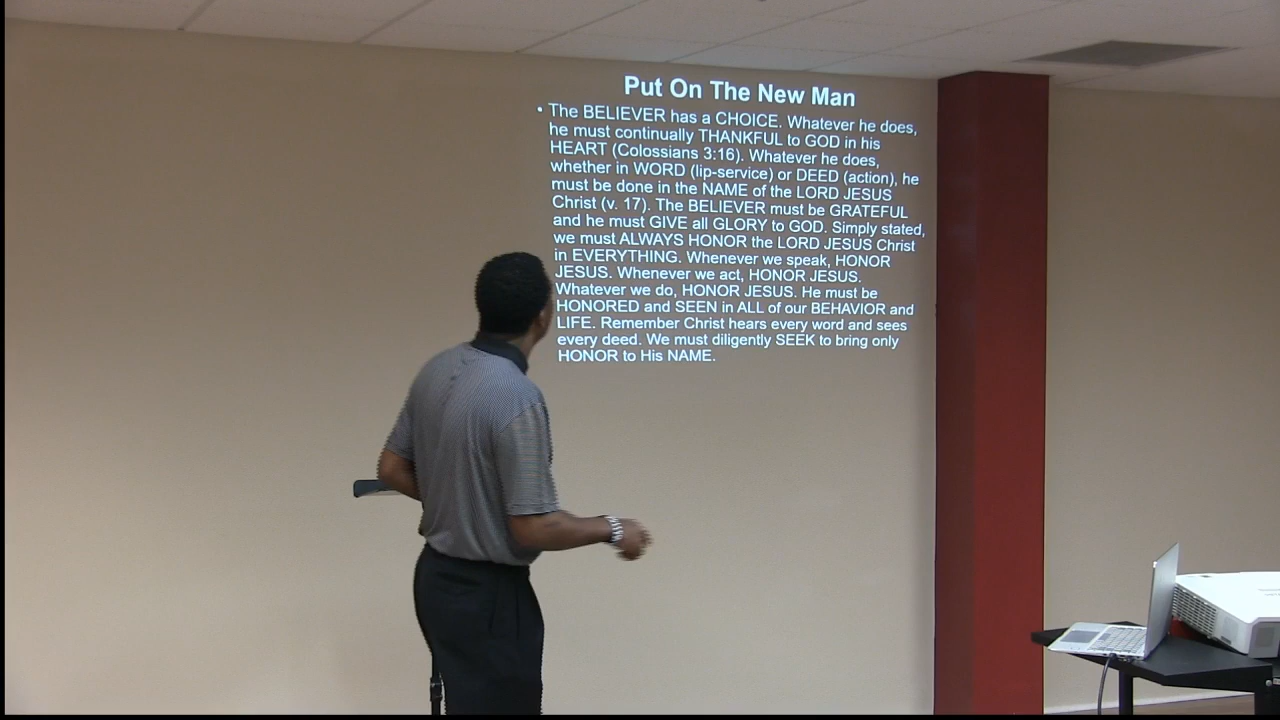 Put On The New Man
• The BELIEVER has a CHOICE. Whatever he does,
he must continually THANKFUL to GOD in his
HEART (Colossians 3:16). Whatever he does,
whether in WORD (lip-service) or DEED (action), he
must be done in the NAME of the LORD JESUS
Christ (v. 17). The BELIEVER must be GRATEFUL
and he must GIVE all GLORY to GOD. Simply stated,
we must ALWAYS HONOR the LORD JESUS Christ
in EVERYTHING. Whenever we speak, HONOR
JESUS. Whenever we act, HONOR JESUS.
Whatever we do, HONOR JESUS. He must be
HONORED and SEEN in ALL of our BEHAVIOR and
LIFE. Remember Christ hears every word and sees
every deed. We must diligently SEEK to bring only
HONOR to His NAME.